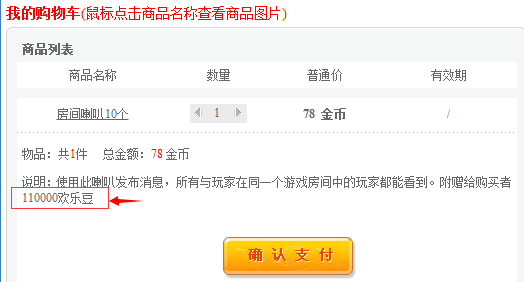 我的购物车(鼠标点击商品名称查看商品图片)
商品列表
商品名称 数量 普通价 有效期
房间喇叭10个 1 78 金币 /
物品：共1件 总金额：78 金币
说明：使用此喇叭发布消息，所有与玩家在同一个游戏房间中的玩家都能看到。附赠给购买者
110000欢乐豆
确 认 支 付